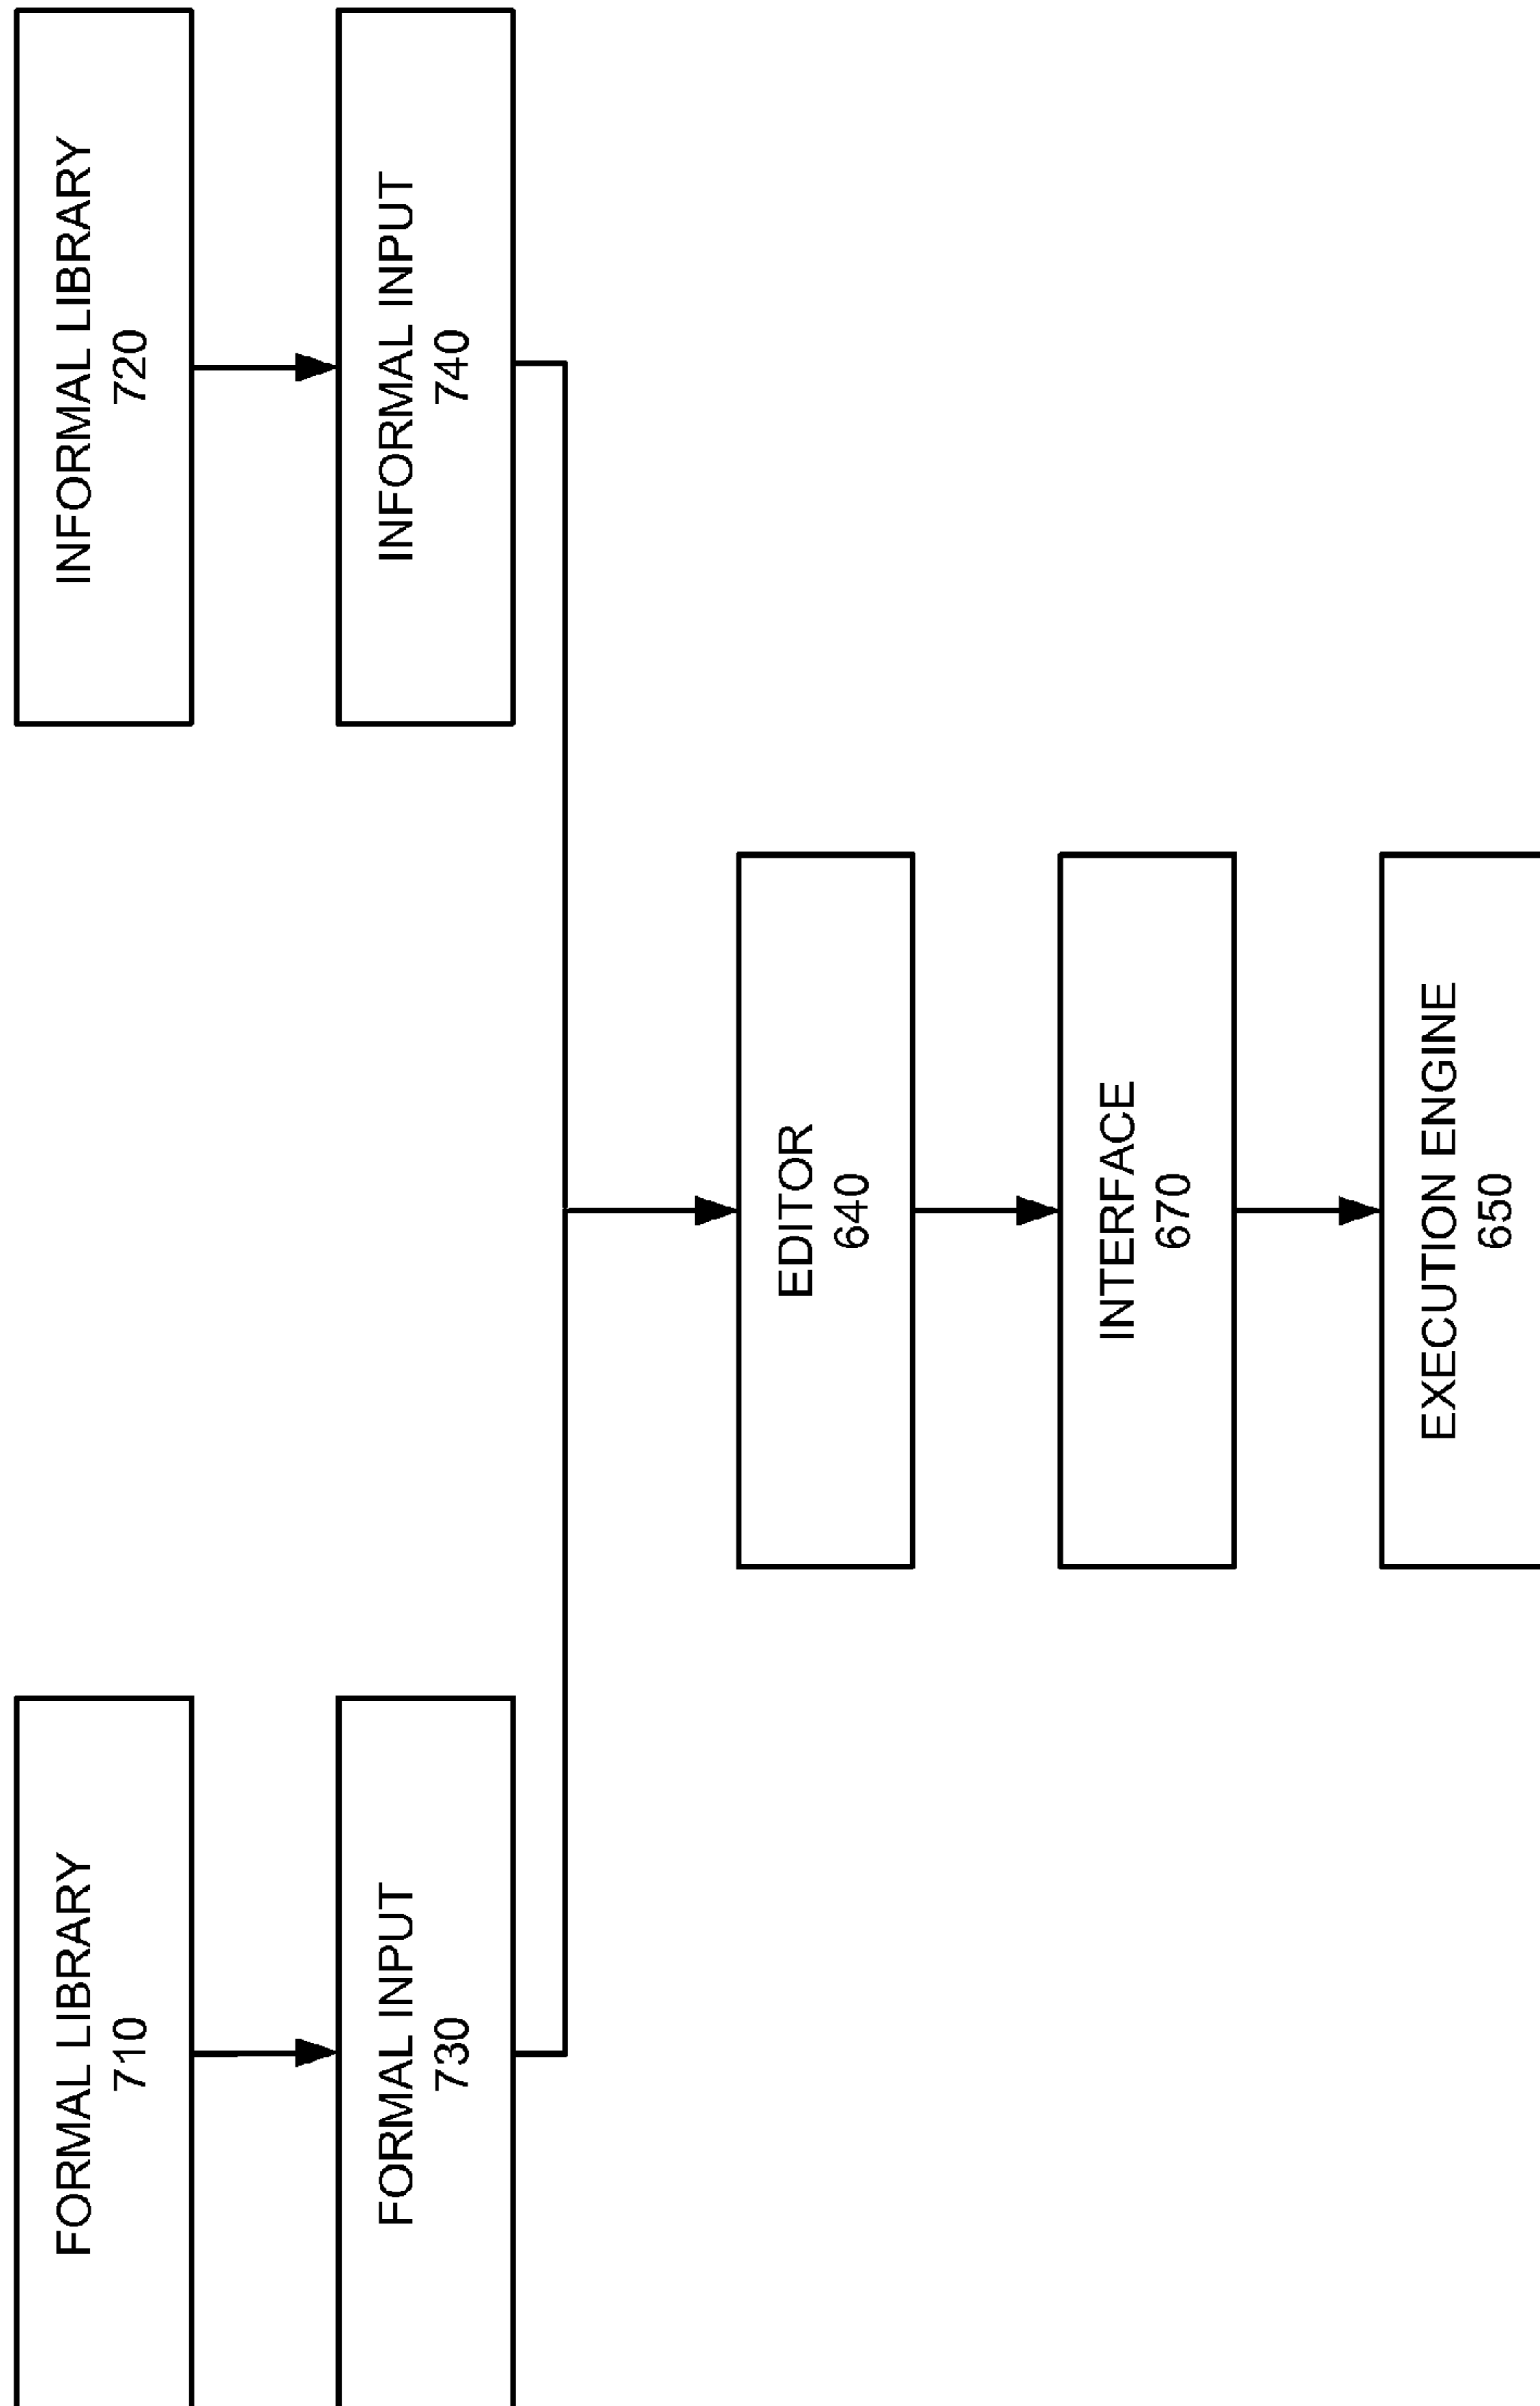 FORMAL LIBRARY
710
INFORMAL LIBRARY
720
FORMAL INPUT
730
INFORMAL INPUT
740
EDITOR
640
INTERFACE
670
EXECUTION ENGINE
650